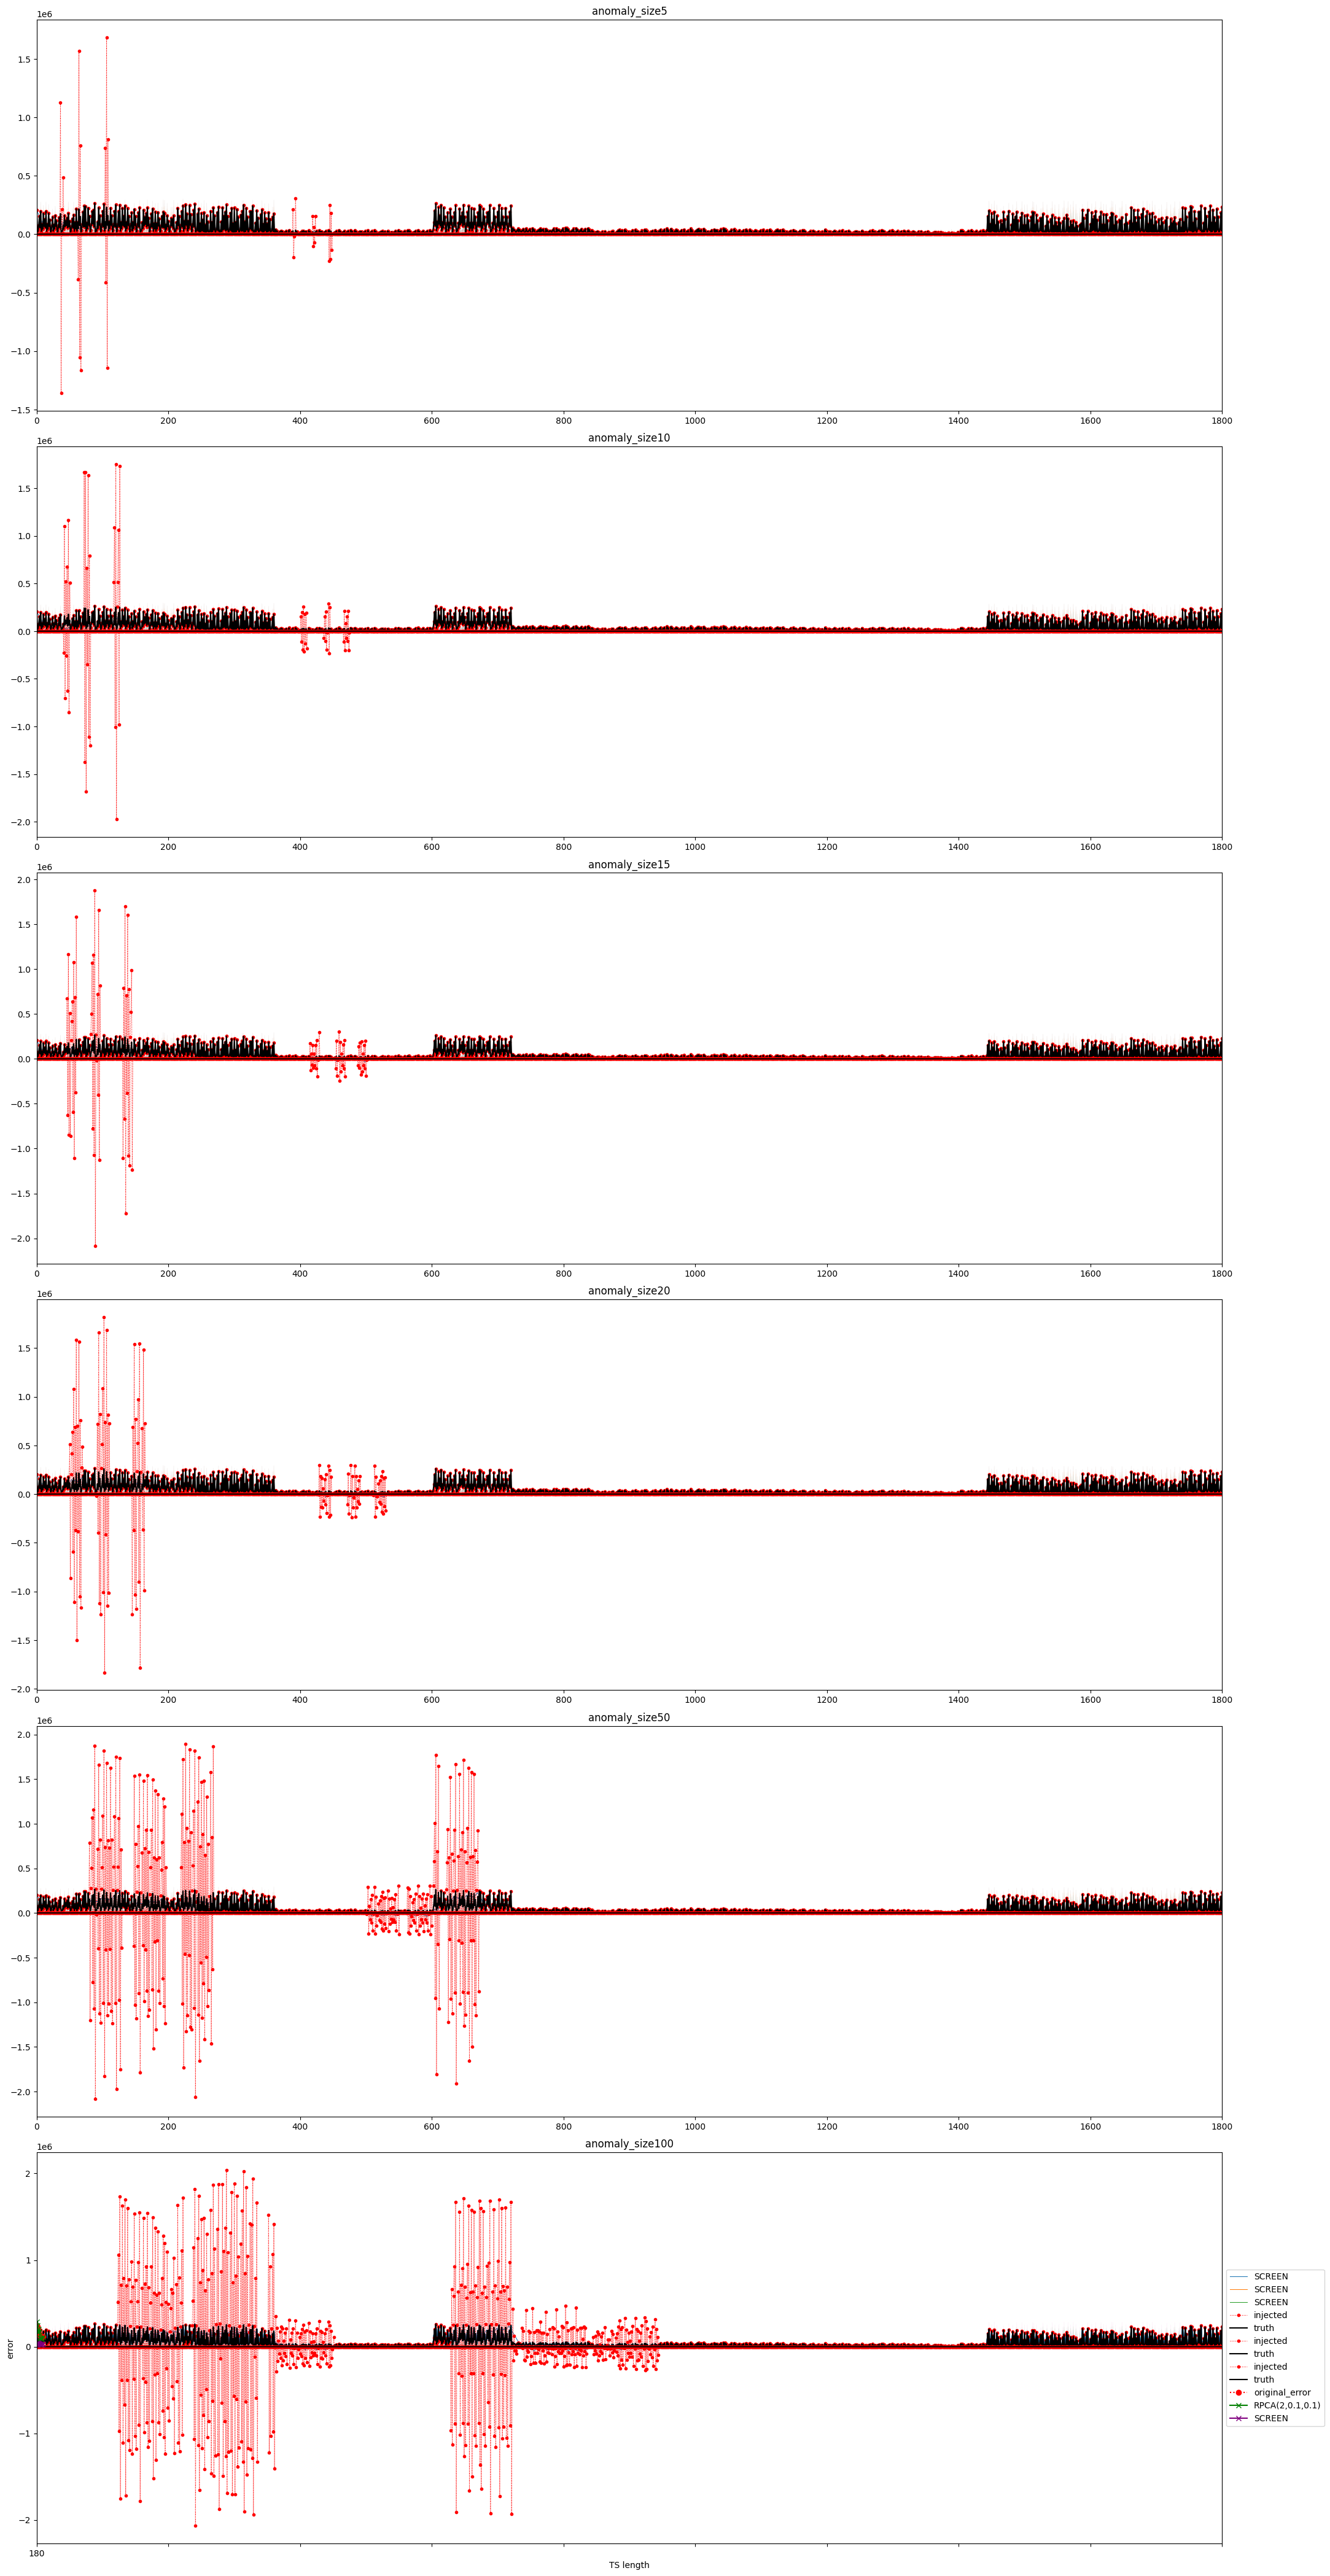 anomaly_size5
1e6
1.5
1.0
0.5
0.0
−0.5
−1.0
−1.5
0 200 400 600 800 1000 1200 1400 1600 1800
anomaly_size10
1e6
1.5
1.0
0.5
0.0
−0.5
−1.0
−1.5
−2.0
0 200 400 600 800 1000 1200 1400 1600 1800
anomaly_size15
1e6
2.0
1.5
1.0
0.5
0.0
−0.5
−1.0
−1.5
−2.0
0 200 400 600 800 1000 1200 1400 1600 1800
anomaly_size20
1e6
1.5
1.0
0.5
0.0
−0.5
−1.0
−1.5
−2.0
0 200 400 600 800 1000 1200 1400 1600 1800
anomaly_size50
1e6
2.0
1.5
1.0
0.5
0.0
−0.5
−1.0
−1.5
−2.0
0 200 400 600 800 1000 1200 1400 1600 1800
anomaly_size100
1e6
2
1
0
−1
−2
error
180
TS length
SCREEN
SCREEN
SCREEN
injected
truth
injected
truth
injected
truth
original_error
RPCA(2,0.1,0.1)
SCREEN